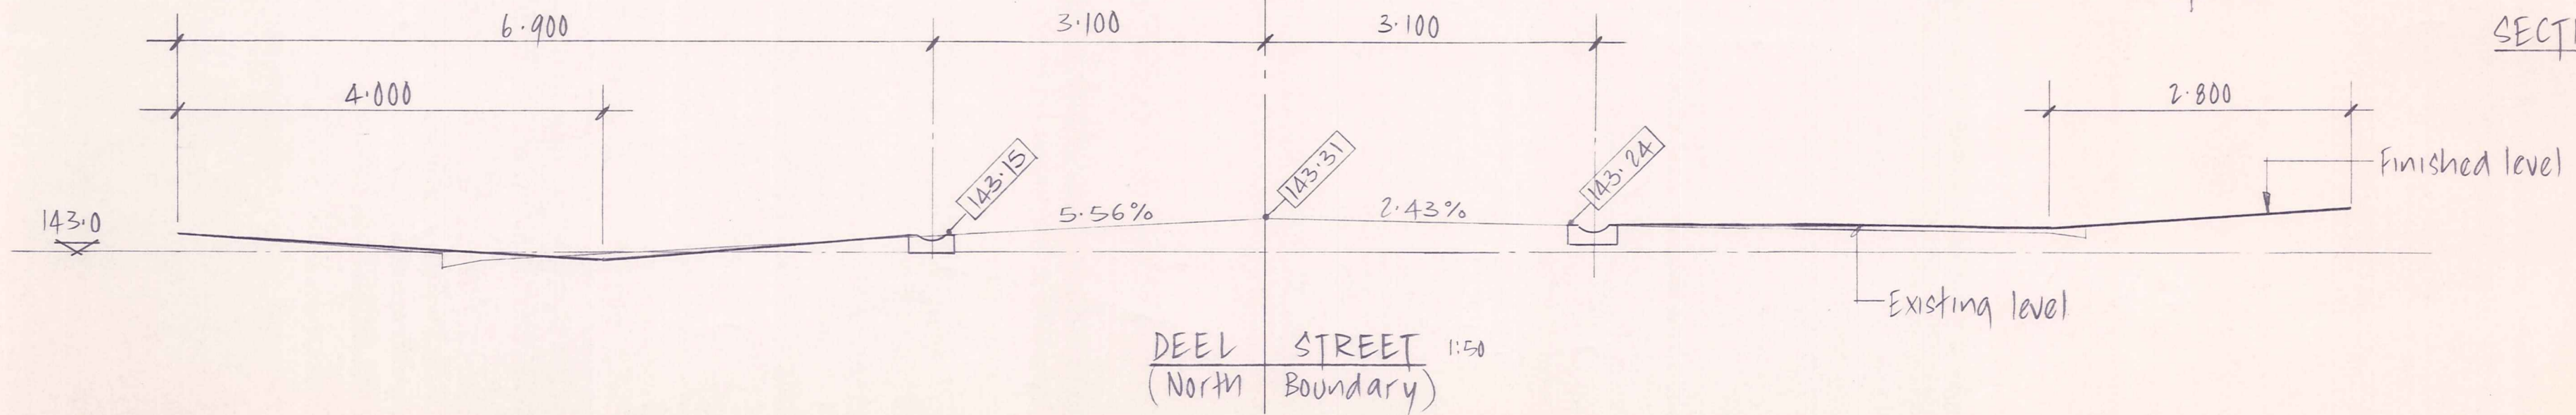 6.900
3.100
3.100
SECTI
4.000
2.800
143.15
143.31
143.24
Finished level
5.56%
2.43%
143.0
Existing level
DEEL STREET 1:50
(North Boundary)